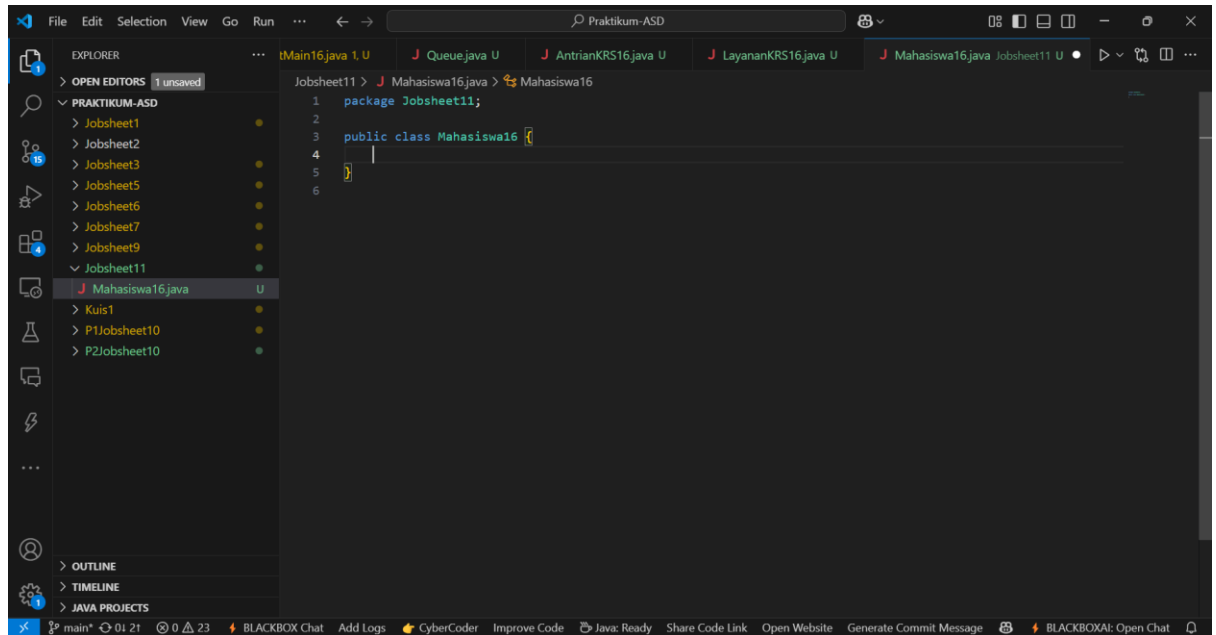 File Edit Selection View Go Run ··· ← → Praktikum-ASD
EXPLORER ···
OPEN EDITORS 1 unsaved
PRAKTIKUM-ASD
Jobsheet1
Jobsheet2
Jobsheet3
Jobsheet5
Jobsheet6
Jobsheet7
Jobsheet9
Jobsheet11
J Mahasiswa16.java U
Kuis1
P1Jobsheet10
P2Jobsheet10
OUTLINE
TIMELINE
JAVA PROJECTS
1
15
4
1
tMain16.java 1, U J Queue.java U J AntrianKRS16.java U J LayananKRS16.java U J Mahasiswa16.java Jobsheet11 U
Jobsheet11 > J Mahasiswa16.java > Mahasiswa16
1 package Jobsheet11;
2
3 public class Mahasiswa16 {
4
5 }
6
main* 0↓ 2↑ 0 23 BLACKBOX Chat Add Logs CyberCoder Improve Code Java: Ready Share Code Link Open Website Generate Commit Message BLACKBOXAI: Open Chat